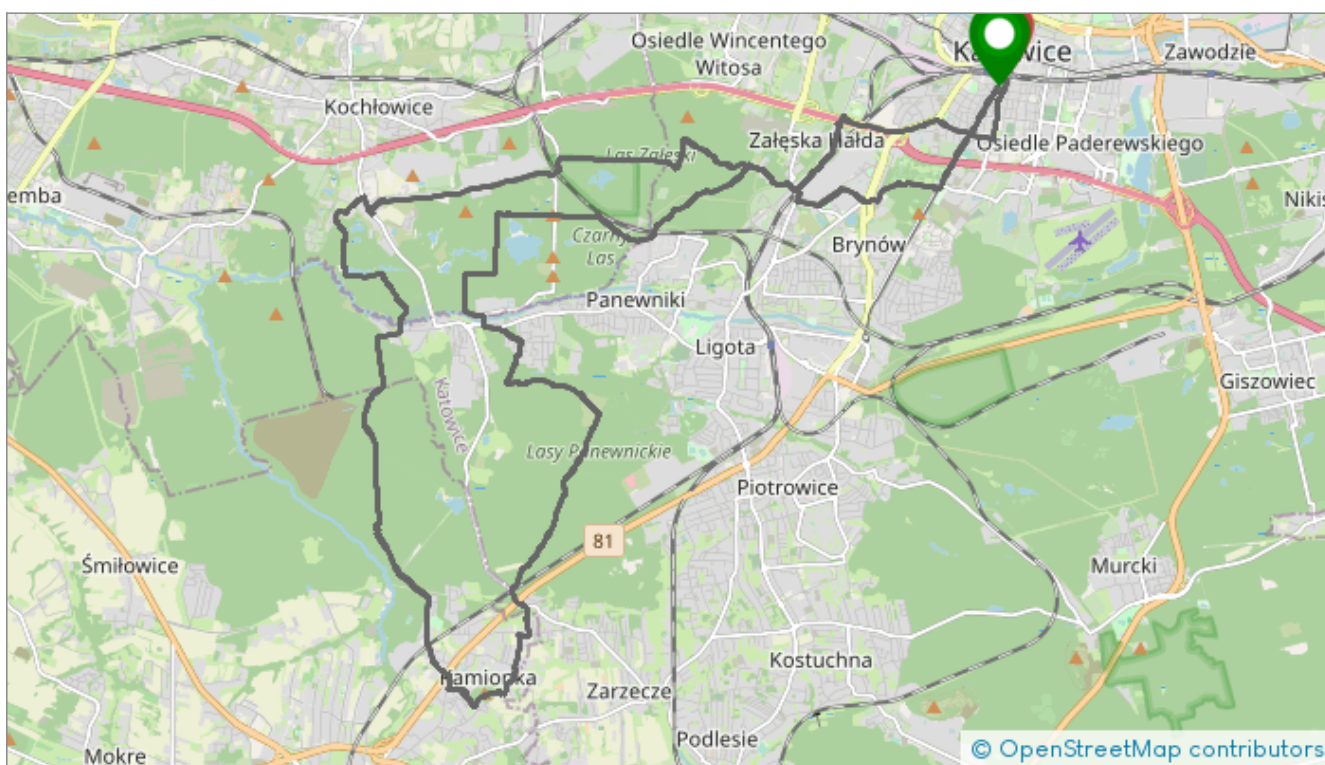 Osiedle Wincentego
Witosa
Katowice
Zawodzie
Kochłowice
Załęska Hałda
Osiedle Paderewskiego
Las Załęski
emba
Nikis
Czarny
Las
Brynów
Panewniki
Ligota
Giszowiec
Katowice
Lasy Panewnickie
Piotrowice
81
Śmiłowice
Murcki
Kamionka
Kostuchna
Zarzecze
Podlesie
Mokre
© OpenStreetMap contributors